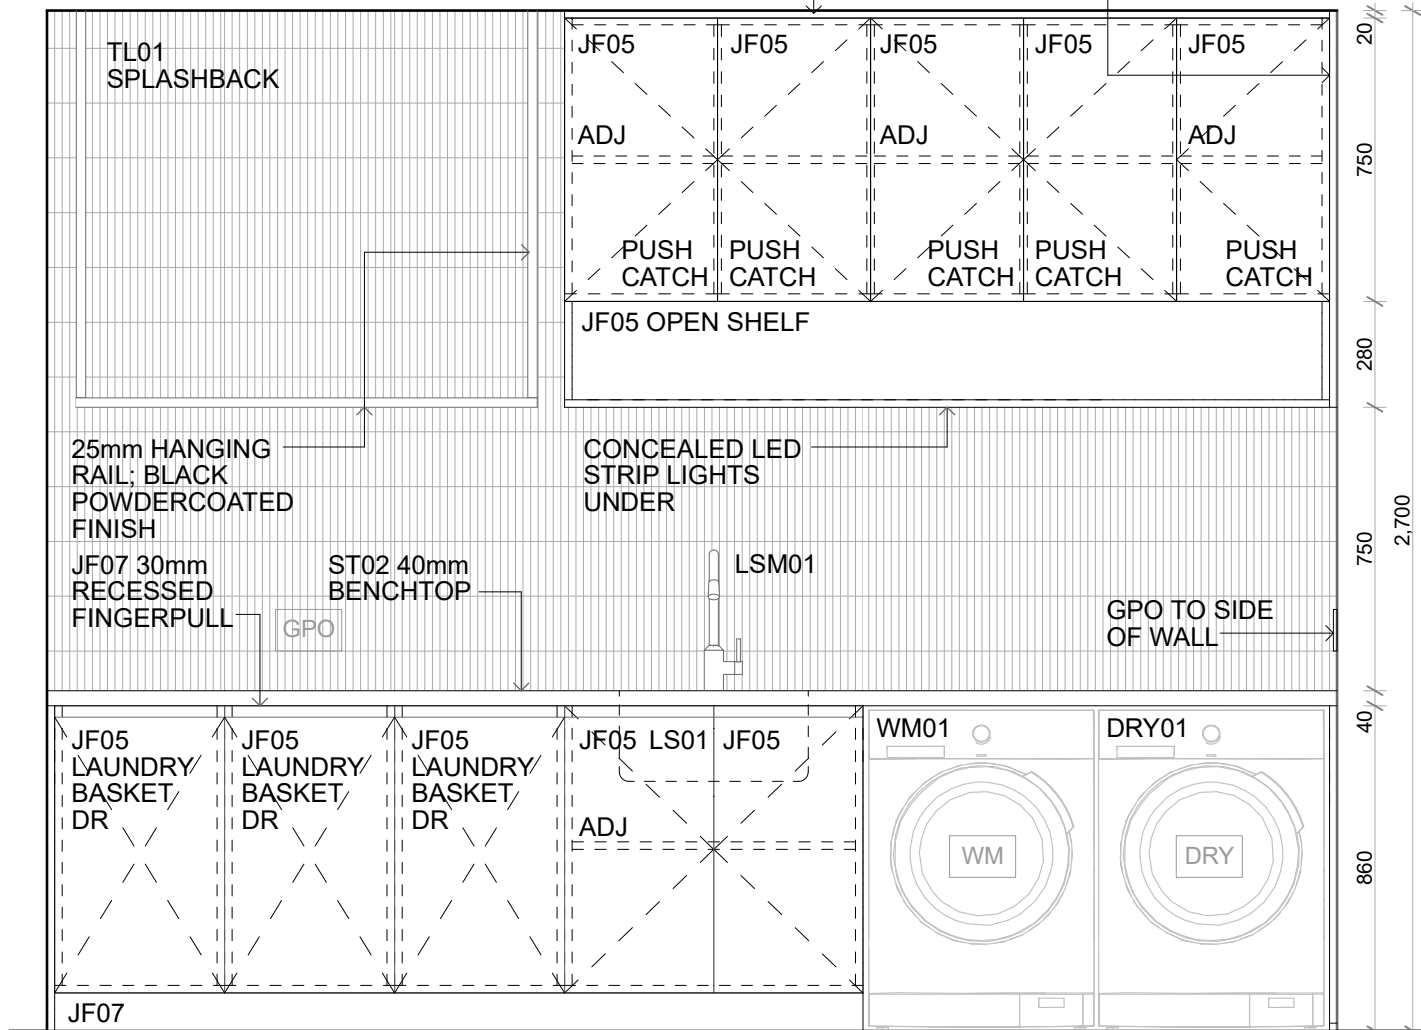 TL01
SPLASHBACK
JF05 JF05 JF05 JF05 JF05
ADJ ADJ ADJ
PUSH PUSH PUSH PUSH PUSH
CATCH CATCH CATCH CATCH CATCH
JF05 OPEN SHELF
20
750
280
750
40
860
2,700
25mm HANGING
RAIL; BLACK
POWDERCOATED
FINISH
CONCEALED LED
STRIP LIGHTS
UNDER
JF07 30mm
RECESSED
FINGERPULL
GPO
ST02 40mm
BENCHTOP
LSM01
GPO TO SIDE
OF WALL
JF05
LAUNDRY
BASKET
DR
JF05
LAUNDRY
BASKET
DR
JF05
LAUNDRY
BASKET
DR
JF05 LS01 JF05
ADJ
WM01
WM
DRY01
DRY
JF07